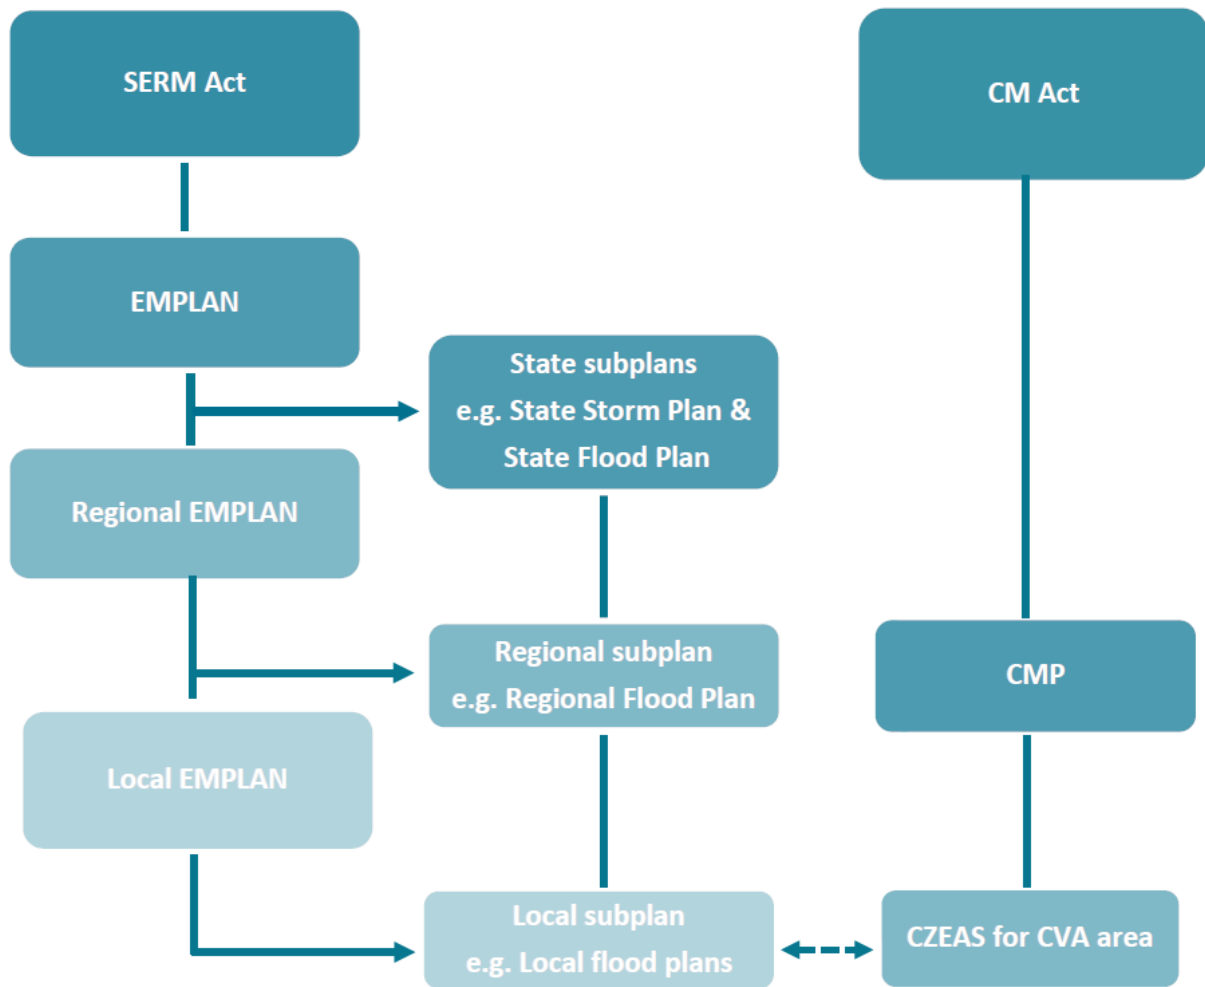 SERM Act
CM Act
EMPLAN
State subplans
e.g. State Storm Plan &
State Flood Plan
Regional EMPLAN
Regional subplan
e.g. Regional Flood Plan
CMP
Local EMPLAN
Local subplan
e.g. Local flood plans
CZEAS for CVA area